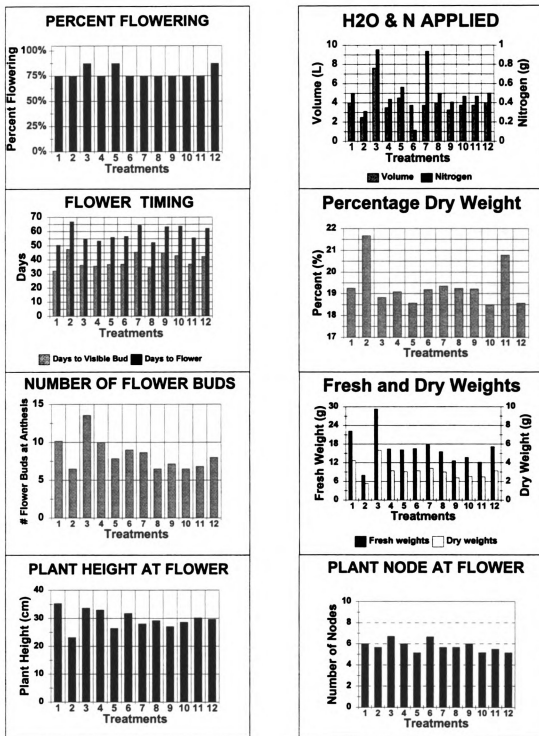 PERCENT FLOWERING
Percent Flowering
100%
75%
50%
25%
0%
1 2 3 4 5 6 7 8 9 10 11 12
Treatments
H2O & N APPLIED
Volume (L)
10
8
6
4
2
0
1
0.8
0.6
0.4
0.2
0
Nitrogen (g)
1 2 3 4 5 6 7 8 9 10 11 12
Treatments
Volume Nitrogen
FLOWER TIMING
Days
70
60
50
40
30
20
10
0
1 2 3 4 5 6 7 8 9 10 11 12
Treatments
Days to Visible Bud Days to Flower
Percentage Dry Weight
Percent (%)
22
21
20
19
18
17
1 2 3 4 5 6 7 8 9 10 11 12
Treatments
NUMBER OF FLOWER BUDS
# Flower Buds at Anthesis
15
10
5
0
1 2 3 4 5 6 7 8 9 10 11 12
Treatments
Fresh and Dry Weights
Fresh Weight (g)
30
24
18
12
6
0
10
8
6
4
2
0
Dry Weight (g)
1 2 3 4 5 6 7 8 9 10 11 12
Treatments
Fresh weights Dry weights
PLANT HEIGHT AT FLOWER
Plant Height (cm)
40
30
20
10
0
1 2 3 4 5 6 7 8 9 10 11 12
Treatments
PLANT NODE AT FLOWER
Number of Nodes
10
8
6
4
2
0
1 2 3 4 5 6 7 8 9 10 11 12
Treatments